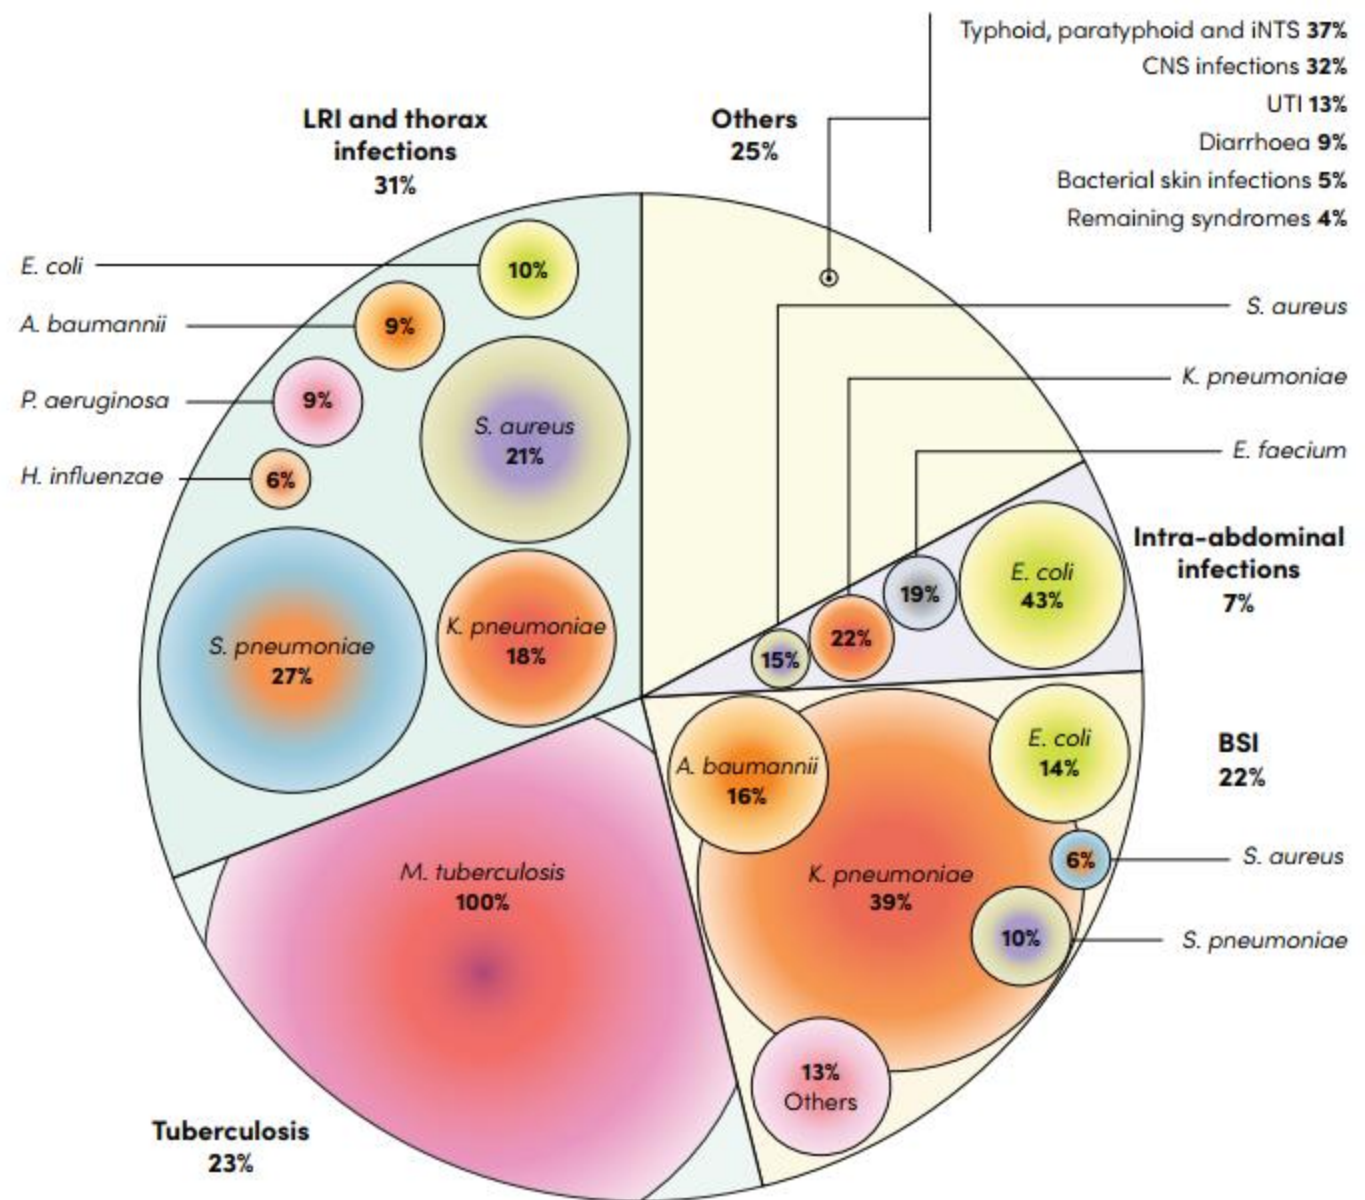 Typhoid, paratyphoid and iNTS 37%
CNS infections 32%
UTI 13%
Diarrhoea 9%
Bacterial skin infections 5%
Remaining syndromes 4%
LRI and thorax
infections
31%
Others
25%
E. coli
10%
A. baumannii
9%
P. aeruginosa
9%
H. influenzae
6%
S. aureus
21%
S. pneumoniae
27%
K. pneumoniae
18%
S. aureus
K. pneumoniae
E. faecium
Intra-abdominal
infections
7%
E. coli
43%
19%
22%
15%
BSI
22%
A. baumannii
16%
E. coli
14%
K. pneumoniae
39%
6%
S. aureus
10%
S. pneumoniae
13%
Others
M. tuberculosis
100%
Tuberculosis
23%